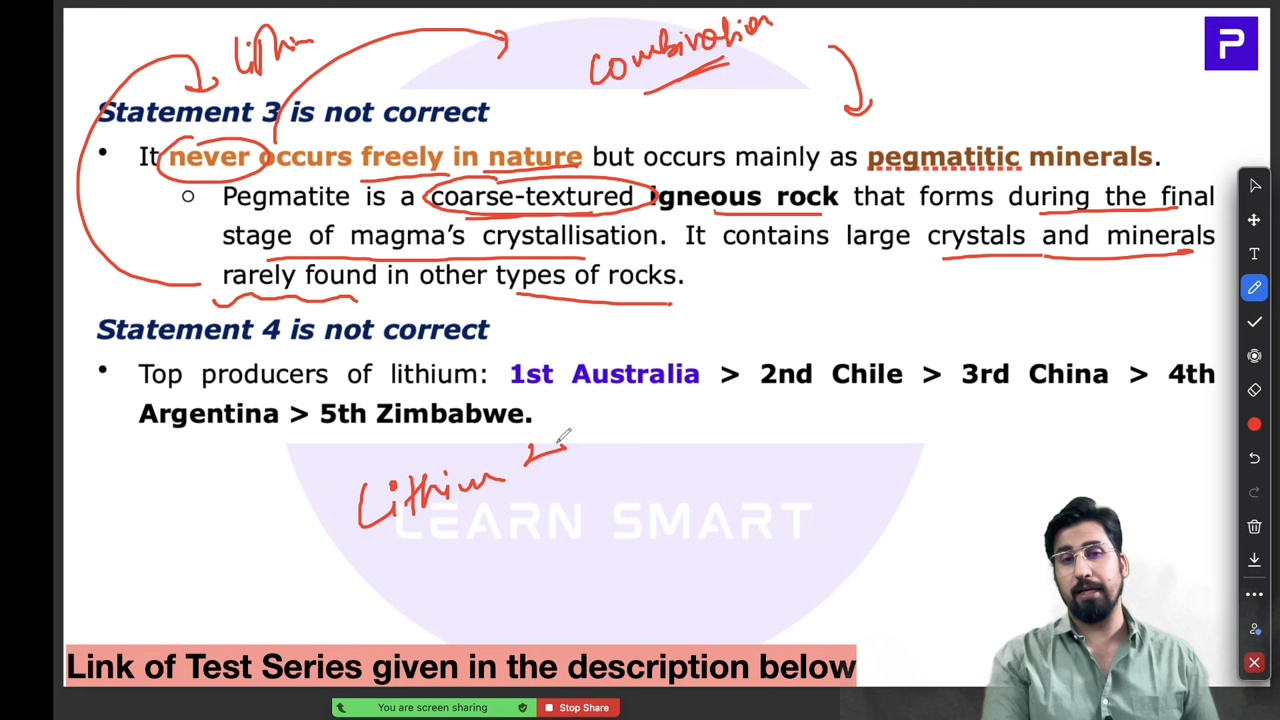 Lithiu
Combination
P
Statement 3 is not correct
• It never occurs freely in nature but occurs mainly as pegmatitic minerals.
○ Pegmatite is a coarse-textured igneous rock that forms during the final
stage of magma's crystallisation. It contains large crystals and minerals
rarely found in other types of rocks.
Statement 4 is not correct
• Top producers of lithium: 1st Australia > 2nd Chile > 3rd China > 4th
Argentina > 5th Zimbabwe.
Lithium
LEARN SMART
Link of Test Series given in the description below
You are screen sharing
Stop Share